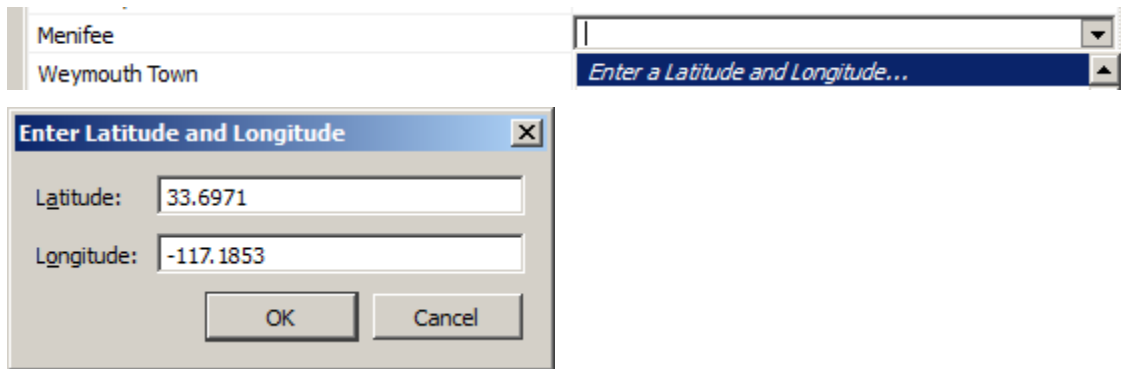 Menifee
Weymouth Town
Enter a Latitude and Longitude...
Enter Latitude and Longitude
Latitude: 33.6971
Longitude: -117.1853
OK Cancel